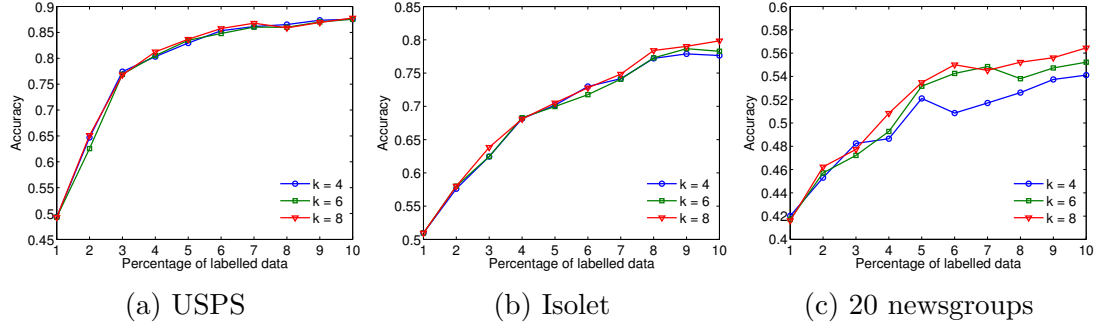 0.9
0.85
0.8
0.75
0.7
0.65
0.6
0.55
0.5
0.45
Accuracy
1 2 3 4 5 6 7 8 9 10
Percentage of labelled data
k = 4
k = 6
k = 8
(a) USPS
0.85
0.8
0.75
0.7
0.65
0.6
0.55
0.5
Accuracy
1 2 3 4 5 6 7 8 9 10
Percentage of labelled data
k = 4
k = 6
k = 8
(b) Isolet
0.6
0.58
0.56
0.54
0.52
0.5
0.48
0.46
0.44
0.42
0.4
Accuracy
1 2 3 4 5 6 7 8 9 10
Percentage of labelled data
k = 4
k = 6
k = 8
(c) 20 newsgroups